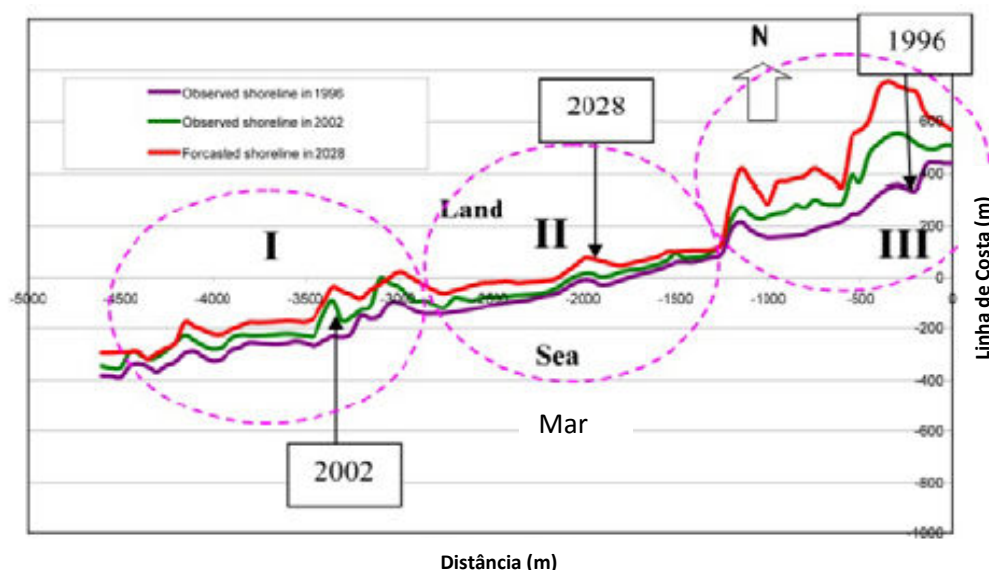 N
1996
Observed shoreline in 1996
Observed shoreline in 2002
Forcasted shoreline in 2028
2028
600
400
Land
I
II
III
200
0
-5000
-4500
-4000
-3500
-3000
-2500
-2000
-1500
-1000
-500
0
-200
Sea
-400
Mar
-600
2002
-800
-1000
Linha de Costa (m)
Distância (m)